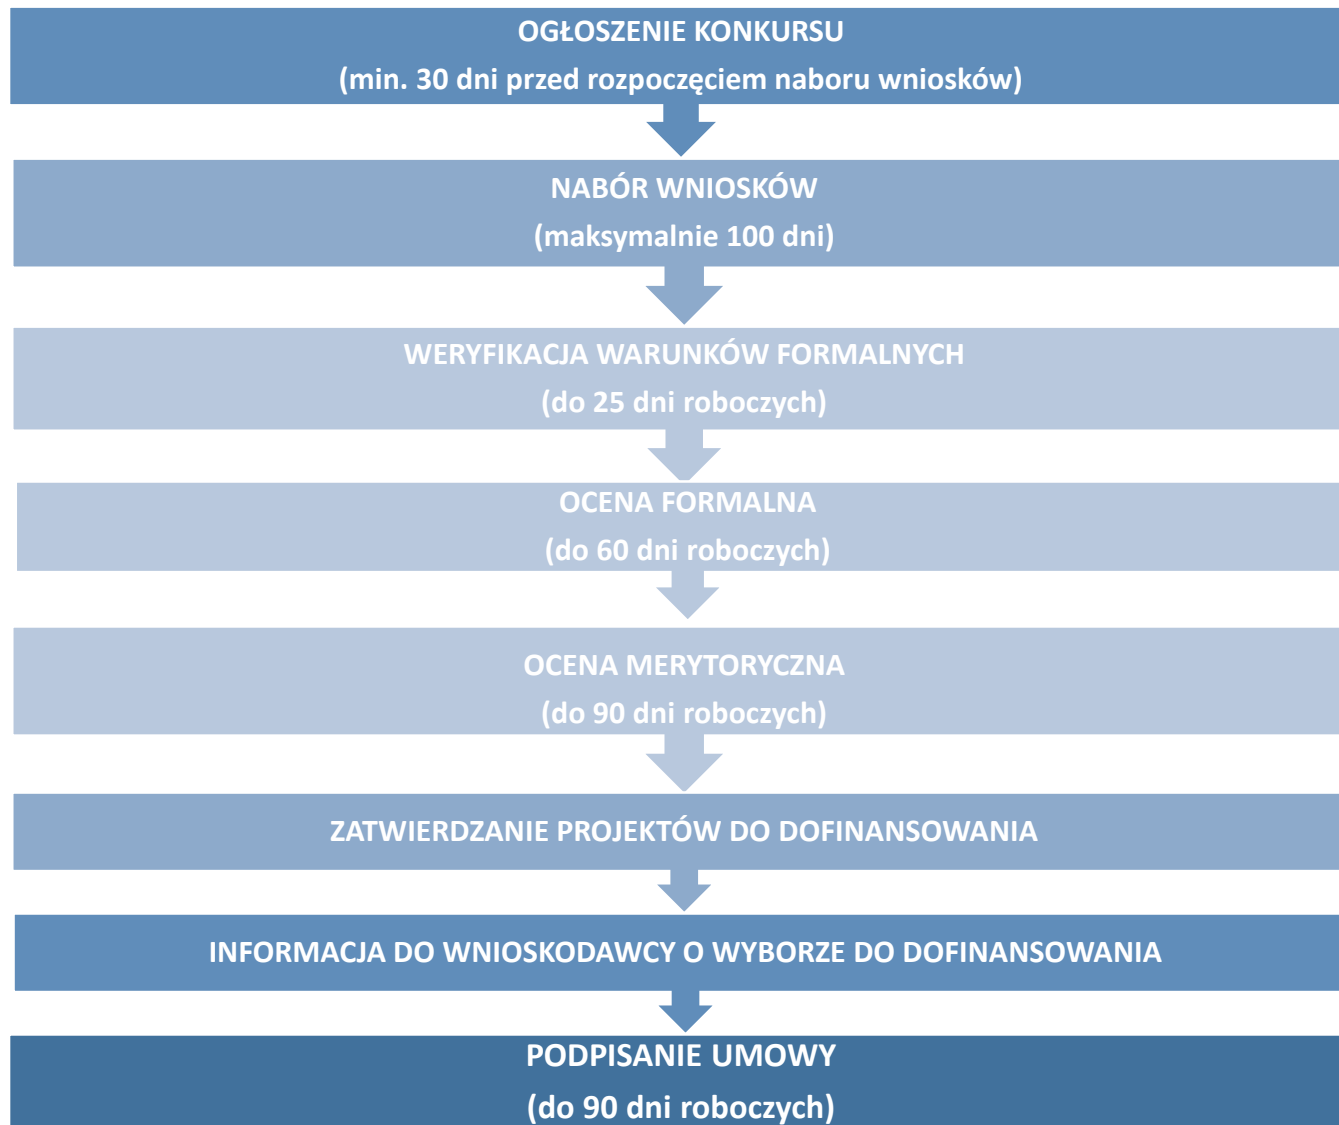 OGŁOSZENIE KONKURSU
(min. 30 dni przed rozpoczęciem naboru wniosków)
NABÓR WNIOSKÓW
(maksymalnie 100 dni)
WERYFIKACJA WARUNKÓW FORMALNYCH
(do 25 dni roboczych)
OCENA FORMALNA
(do 60 dni roboczych)
OCENA MERYTORYCZNA
(do 90 dni roboczych)
ZATWIERDZANIE PROJEKTÓW DO DOFINANSOWANIA
INFORMACJA DO WNIOSKODAWCY O WYBORZE DO DOFINANSOWANIA
PODPISANIE UMOWY
(do 90 dni roboczych)